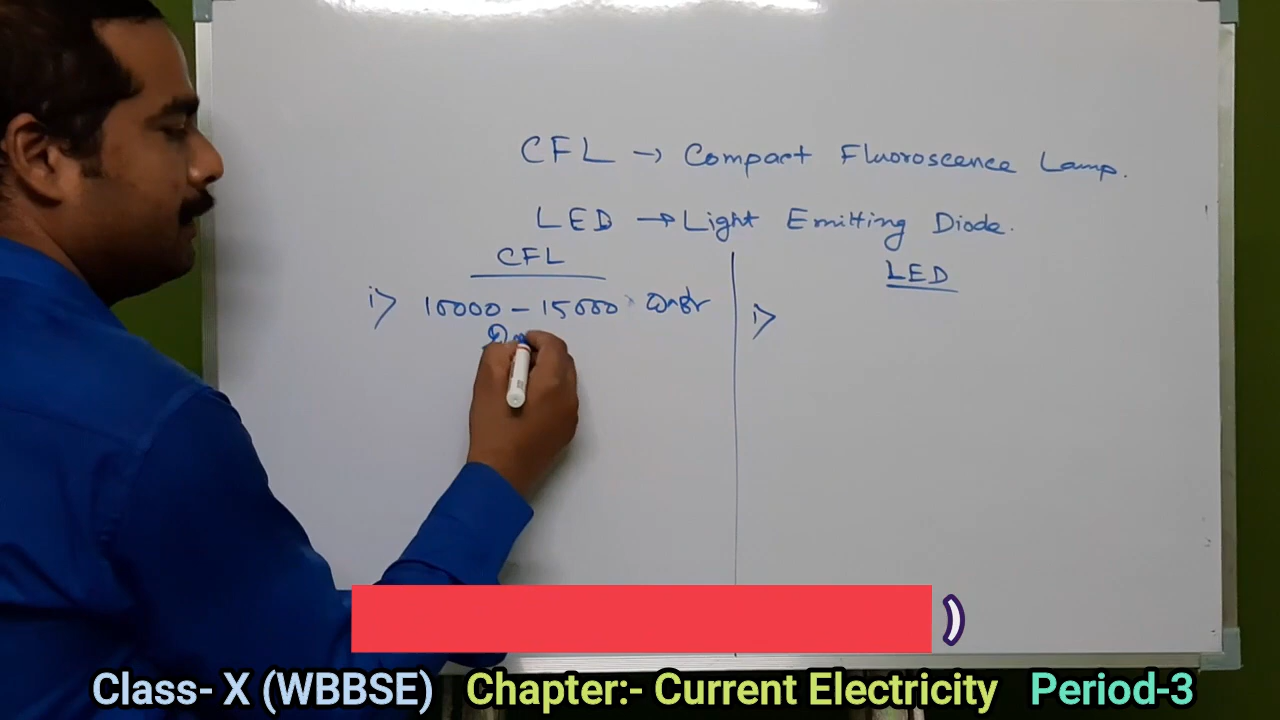 CFL → Compact Fluoroscence Lamp.
LED → Light Emitting Diode.
CFL
LED
i> 10000 - 15000
i>
)
Class- X (WBBSE) Chapter:- Current Electricity Period-3